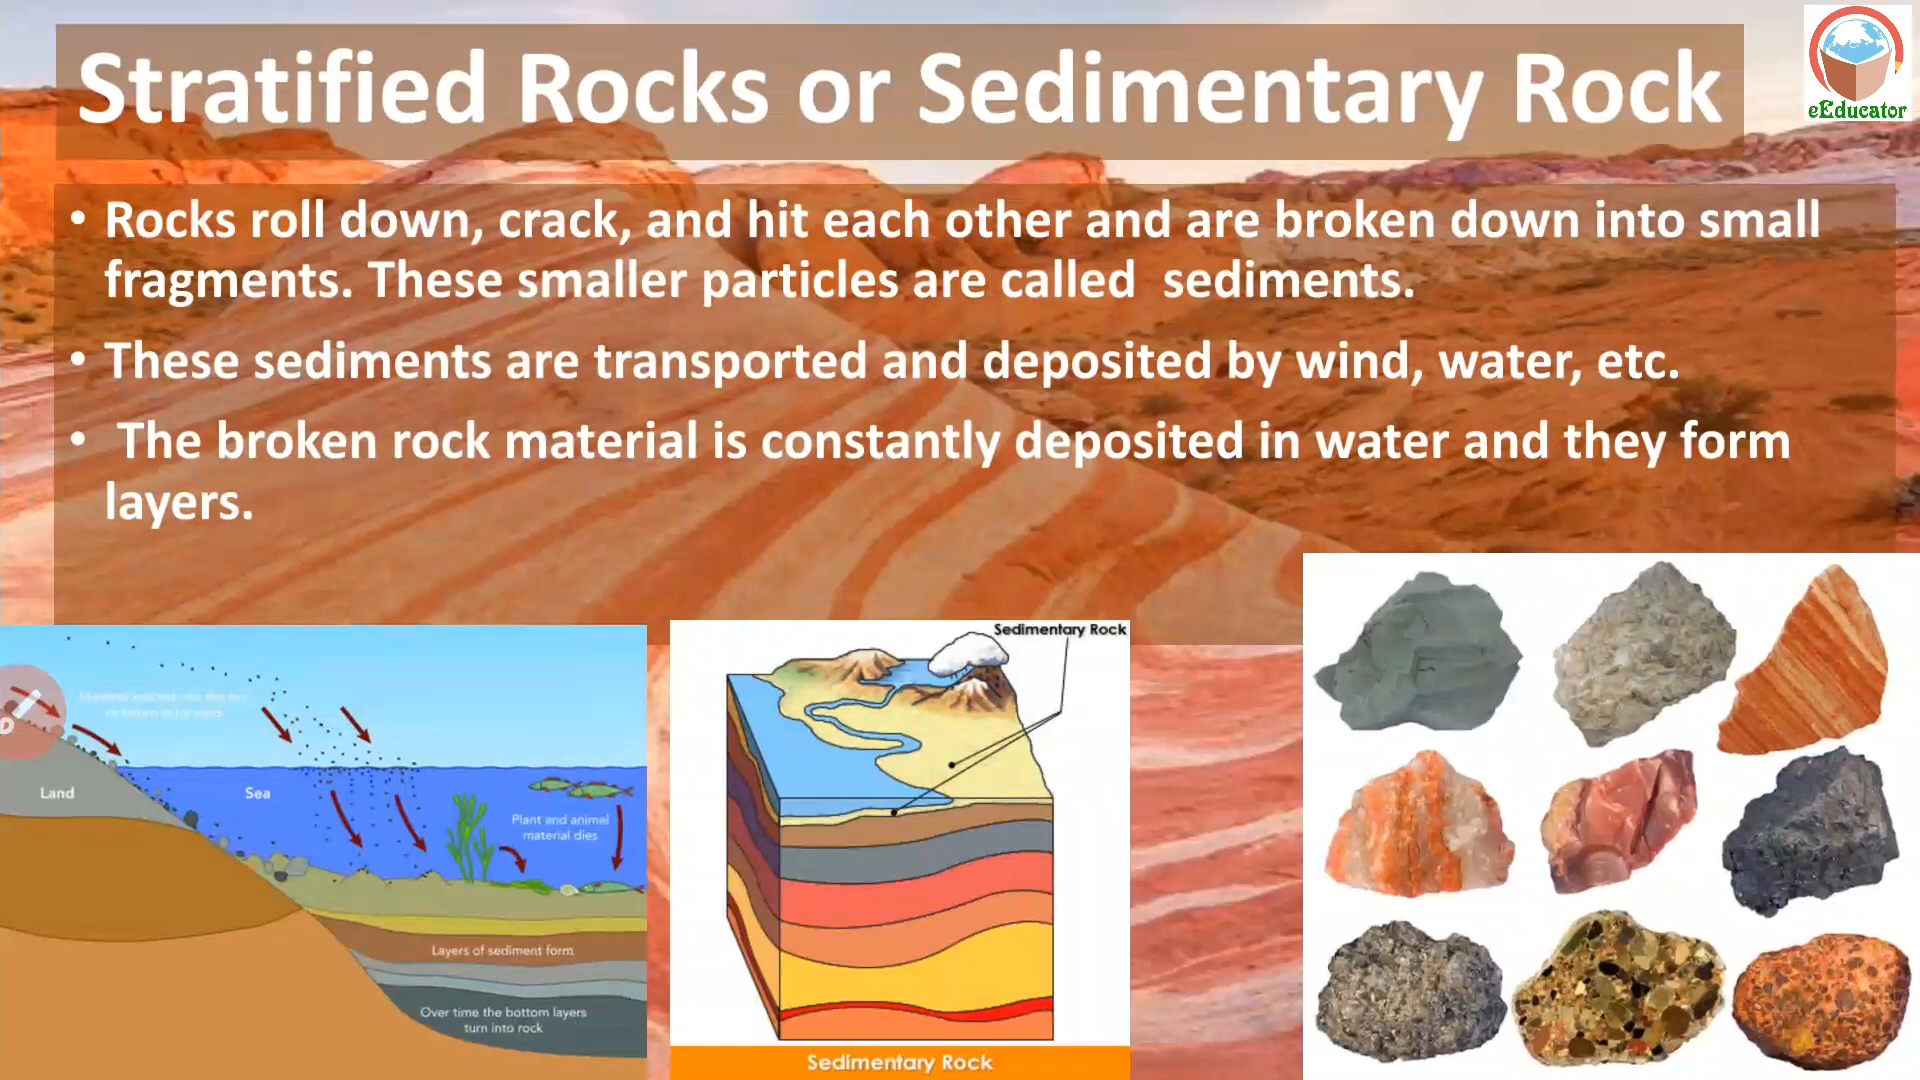 Stratified Rocks or Sedimentary Rock
eEducator
• Rocks roll down, crack, and hit each other and are broken down into small
fragments. These smaller particles are called  sediments.
• These sediments are transported and deposited by wind, water, etc.
•  The broken rock material is constantly deposited in water and they form
layers.
Land
Sea
Plant and animal
material dies
Layers of sediment form
Over time the bottom layers
turn into rock
Sedimentary Rock
Sedimentary Rock